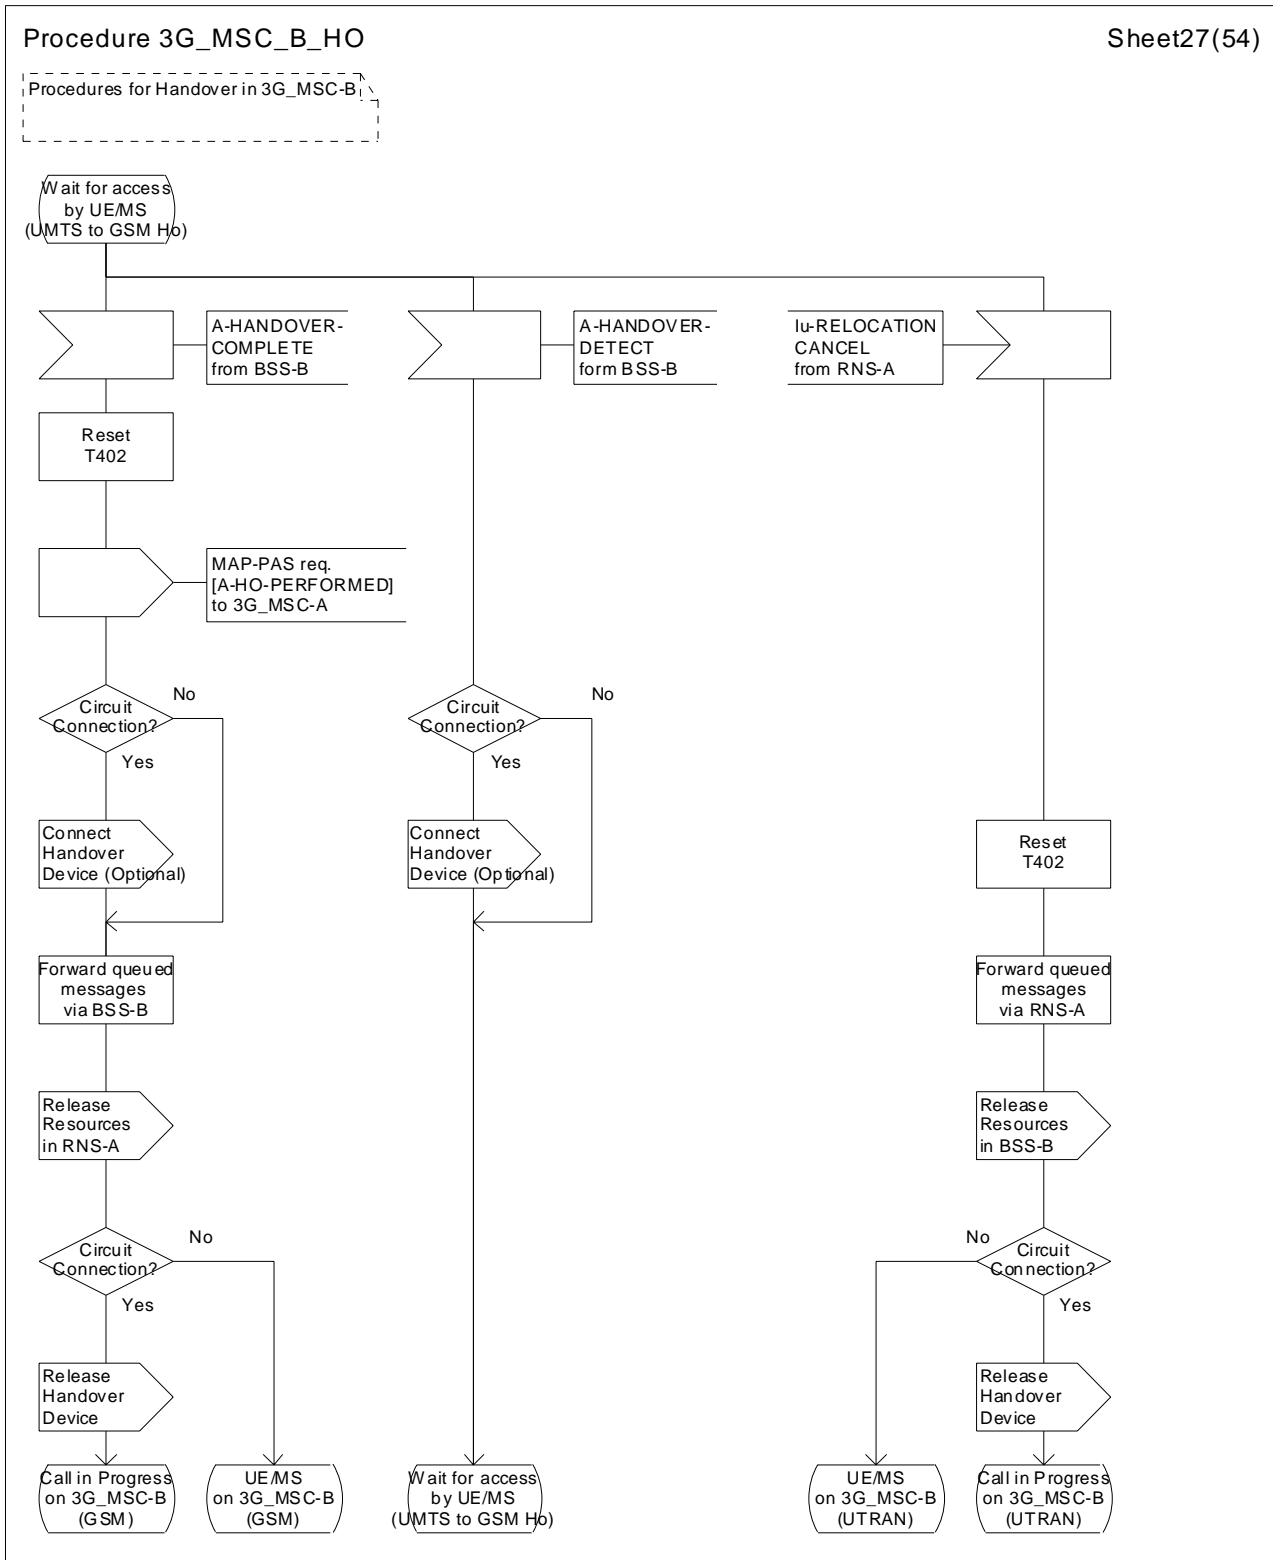 Procedure 3G_MSC_B_HO
Sheet27(54)
Procedures for Handover in 3G_MSC-B
Wait for access
by UE/MS
(UMTS to GSM Ho)
A-HANDOVER-
COMPLETE
from BSS-B
A-HANDOVER-
DETECT
form BSS-B
Iu-RELOCATION
CANCEL
from RNS-A
Reset
T402
MAP-PAS req.
[A-HO-PERFORMED]
to 3G_MSC-A
Circuit
Connection?
No
Yes
Circuit
Connection?
No
Yes
Connect
Handover
Device (Optional)
Connect
Handover
Device (Optional)
Reset
T402
Forward queued
messages
via BSS-B
Forward queued
messages
via RNS-A
Release
Resources
in RNS-A
Release
Resources
in BSS-B
Circuit
Connection?
No
Yes
No
Circuit
Connection?
Yes
Release
Handover
Device
Release
Handover
Device
Call in Progress
on 3G_MSC-B
(GSM)
UE/MS
on 3G_MSC-B
(GSM)
Wait for access
by UE/MS
(UMTS to GSM Ho)
UE/MS
on 3G_MSC-B
(UTRAN)
Call in Progress
on 3G_MSC-B
(UTRAN)